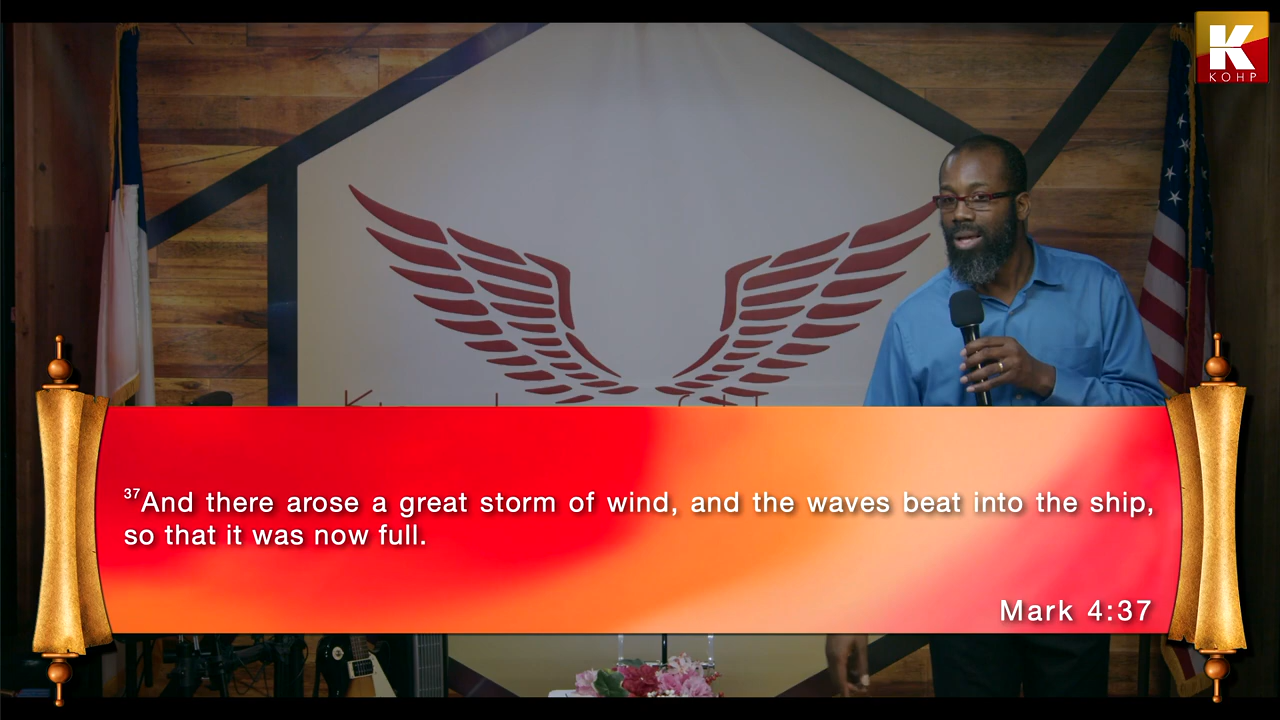 K
KOHP
37And there arose a great storm of wind, and the waves beat into the ship,
so that it was now full.
Mark 4:37